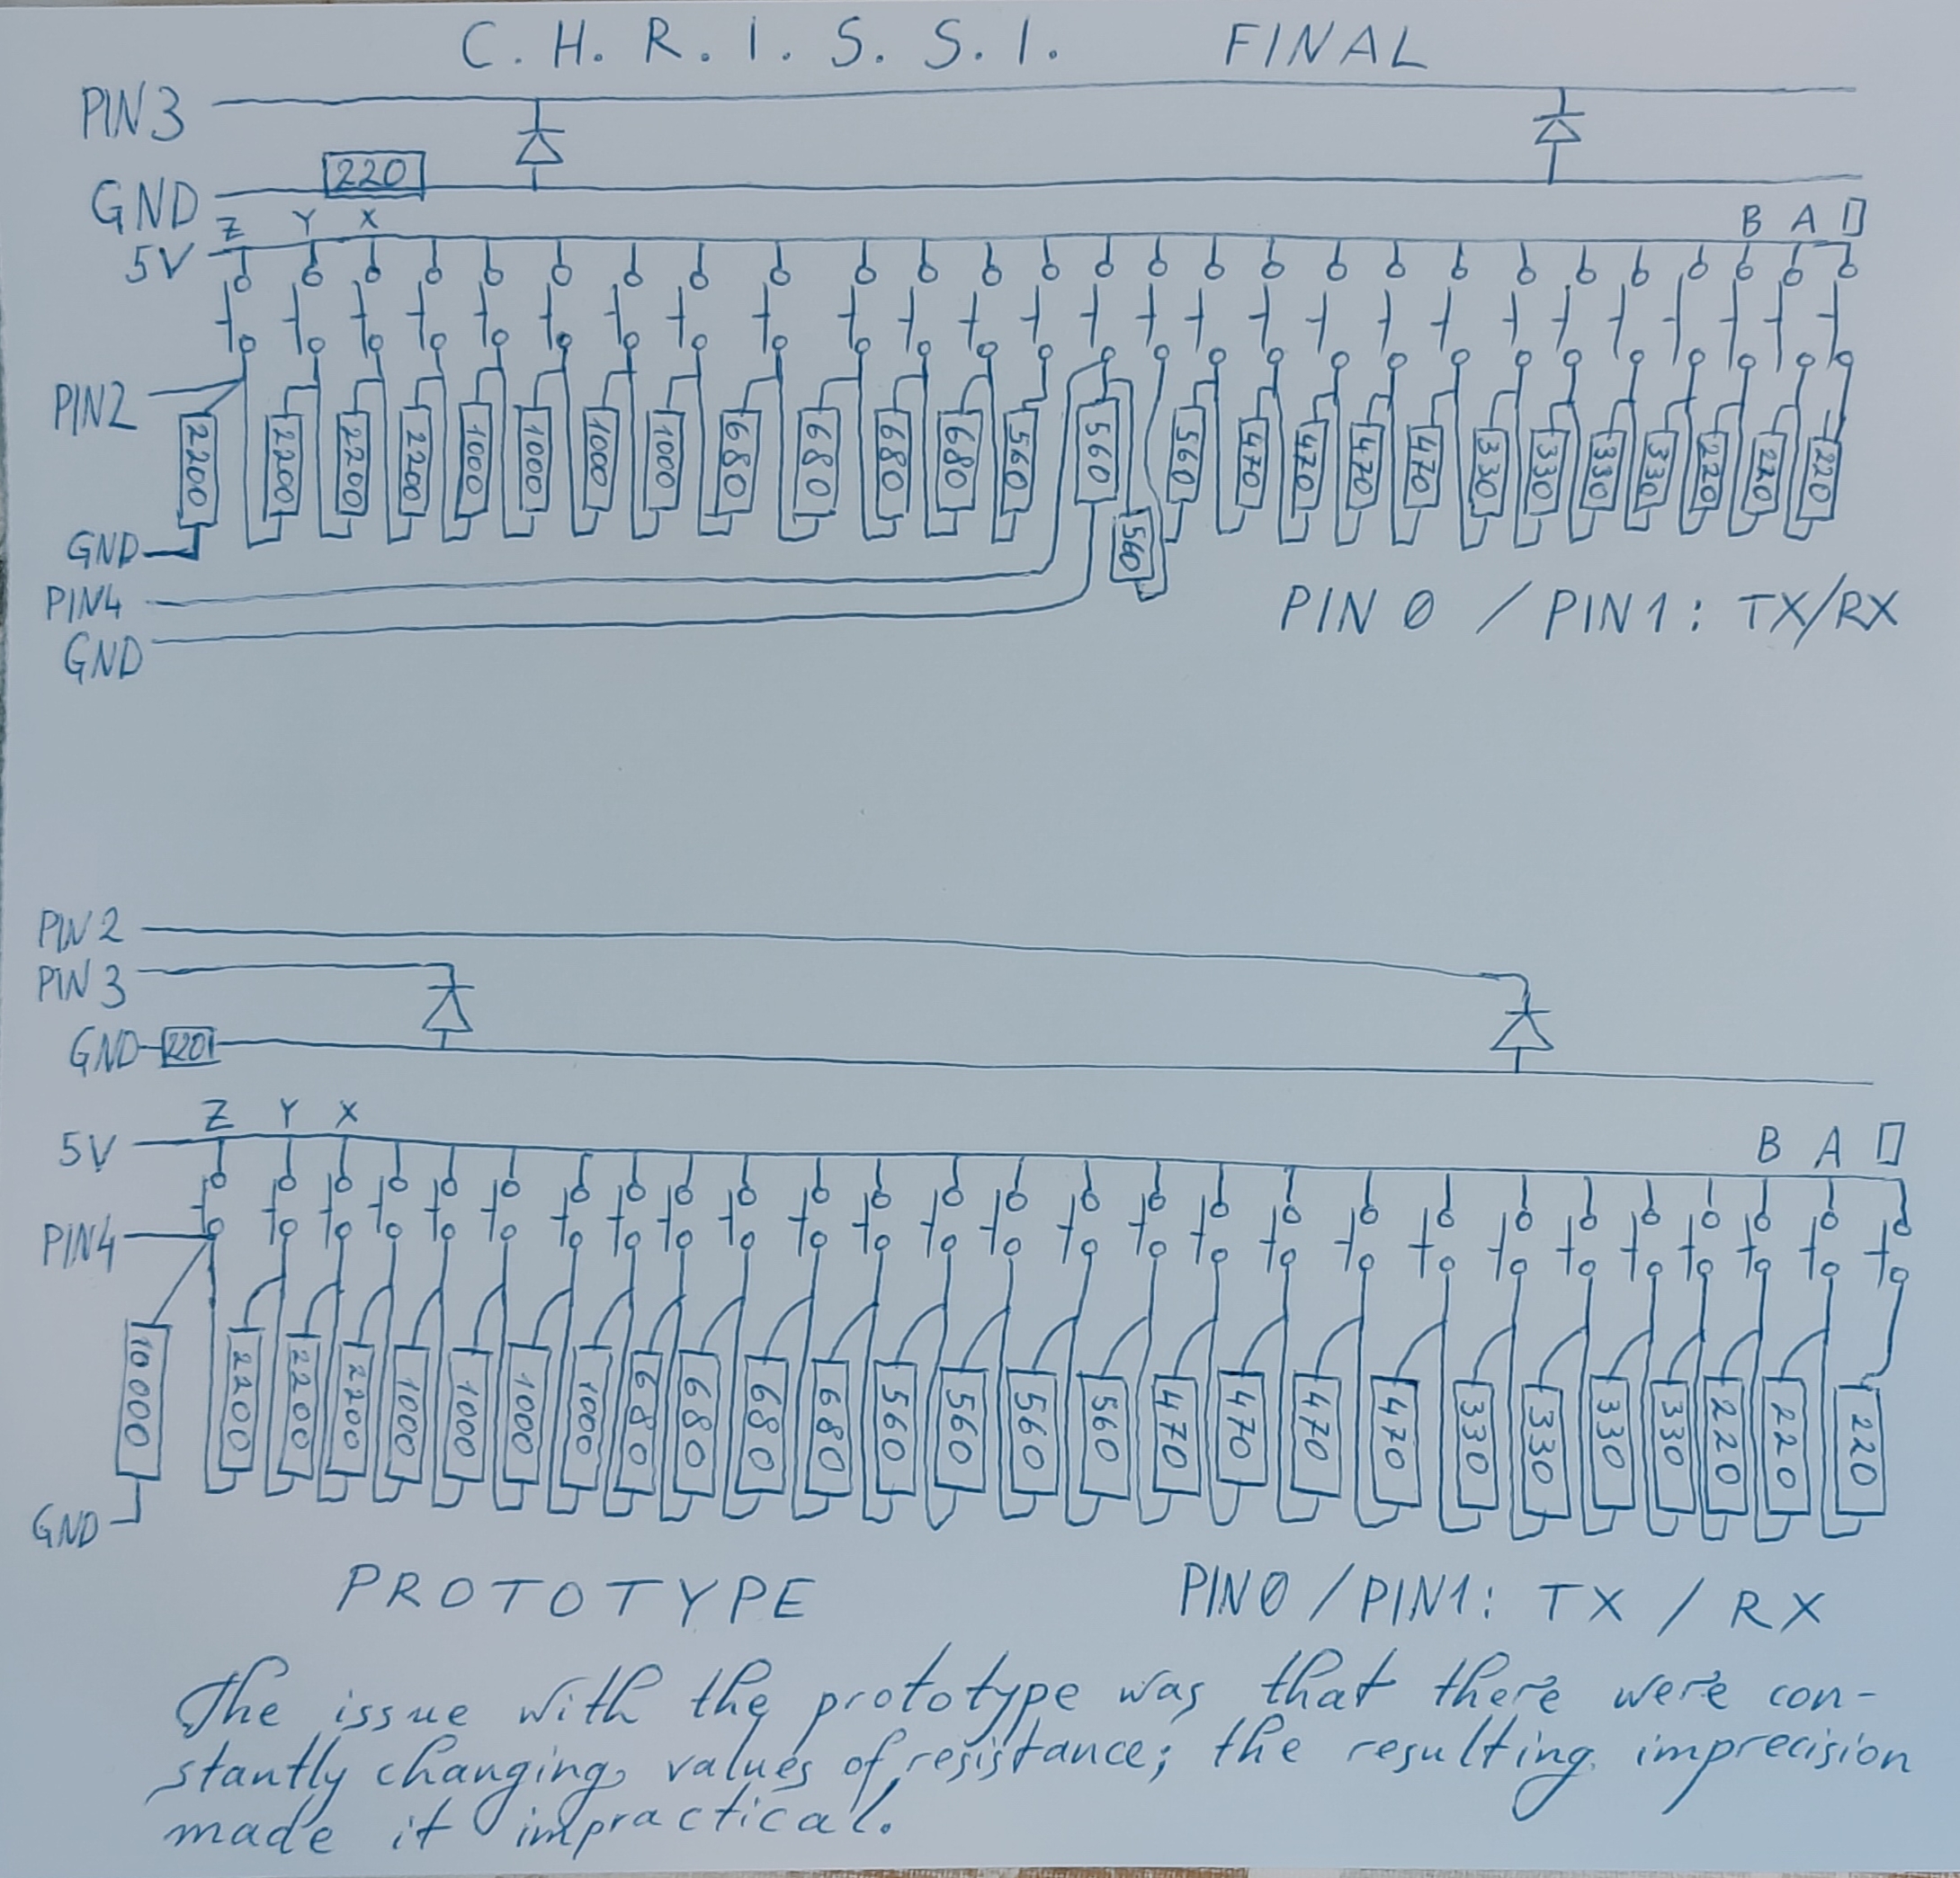 C. H. R. I. S. S. I. FINAL
PIN3
220
GND
Z Y X B A []
5V
PIN2
2200 2200 2200 2200 1000 1000 1000 1000 680 680 680 680 560 560 560 560 470 470 470 470 330 330 330 330 220 220 220
GND
PIN4
GND
PIN 0 / PIN1: TX/RX
PIN 2
PIN 3
GND 220
Z Y X B A []
5V
PIN4
10000 2200 2200 2200 1000 1000 1000 1000 680 680 680 680 560 560 560 560 470 470 470 470 330 330 330 330 220 220 220
GND
PROTOTYPE PIN0 / PIN1: TX / RX
The issue with the prototype was that there were con-
stantly changing values of resistance; the resulting imprecision
made it impractical.